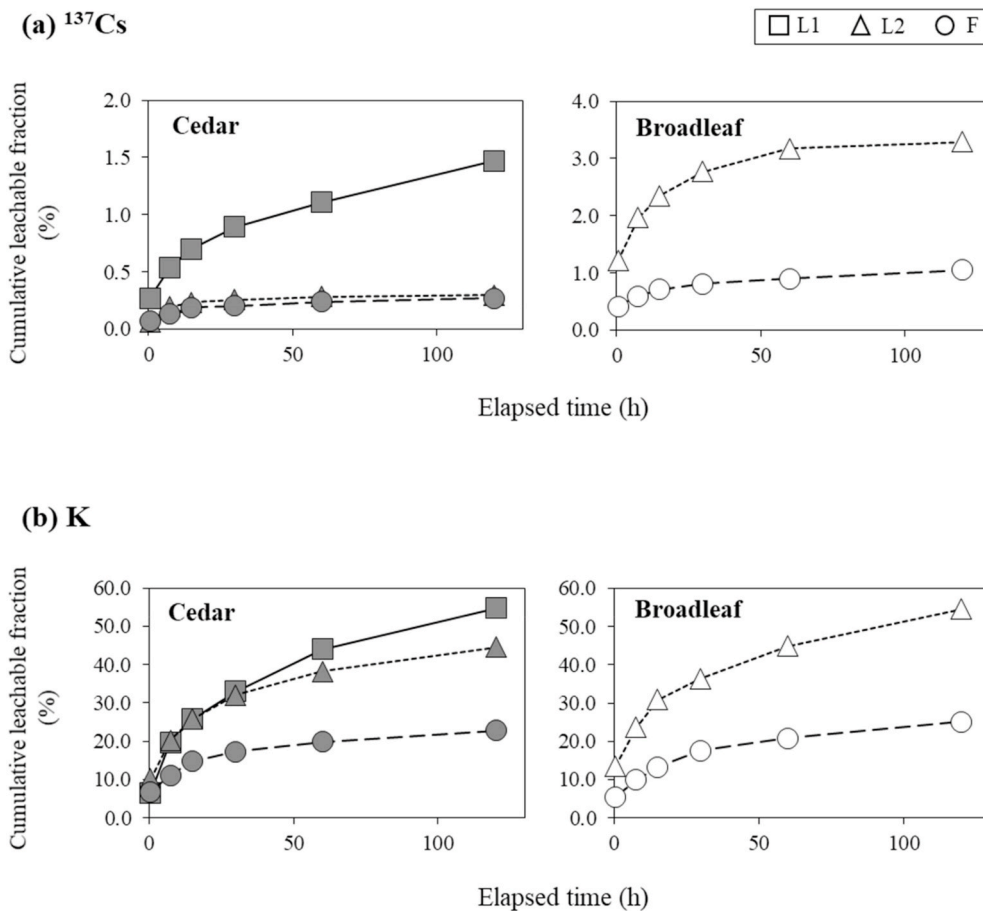 (a) ¹³⁷Cs
L1 L2 F
Cumulative leachable fraction
(%)
2.0
1.5
1.0
0.5
0.0
Cedar
0 50 100
4.0
3.0
2.0
1.0
0.0
Broadleaf
0 50 100
Elapsed time (h)
(b) K
Cumulative leachable fraction
(%)
60.0
50.0
40.0
30.0
20.0
10.0
0.0
Cedar
0 50 100
60.0
50.0
40.0
30.0
20.0
10.0
0.0
Broadleaf
0 50 100
Elapsed time (h)